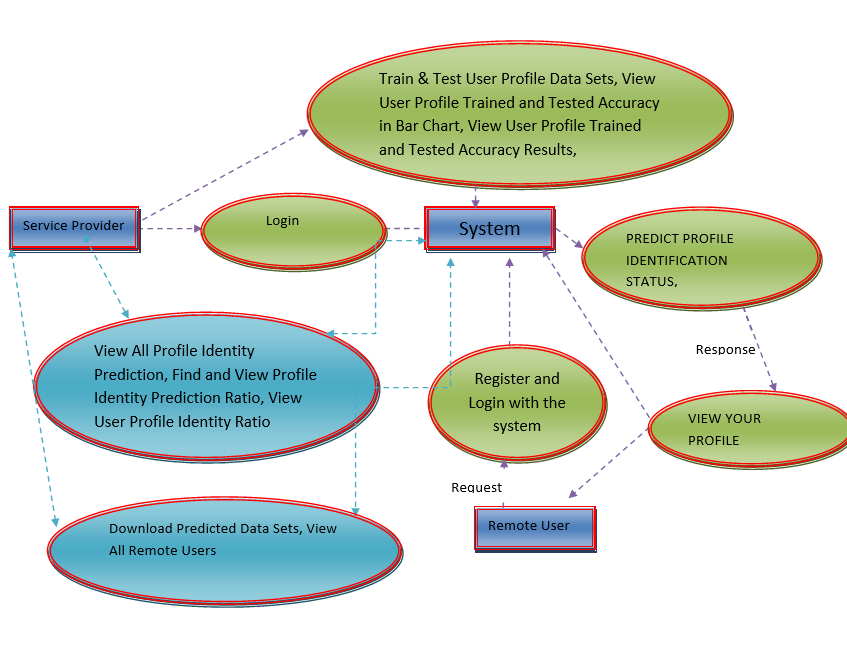 Train & Test User Profile Data Sets, View
User Profile Trained and Tested Accuracy
in Bar Chart, View User Profile Trained
and Tested Accuracy Results,
Service Provider
Login
System
PREDICT PROFILE
IDENTIFICATION
STATUS,
View All Profile Identity
Prediction, Find and View Profile
Identity Prediction Ratio, View
User Profile Identity Ratio
Response
Register and
Login with the
system
VIEW YOUR
PROFILE
Request
Remote User
Download Predicted Data Sets, View
All Remote Users